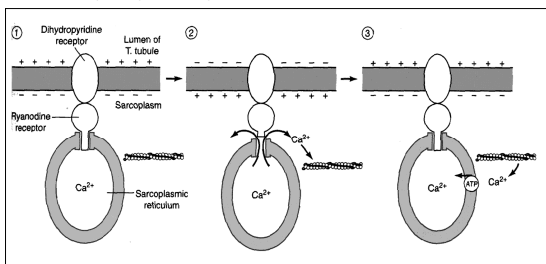 ①
Dihydropyridine
receptor
Lumen of
T. tubule
+ + + + + + + +
- - - - - - - -
Sarcoplasm
Ryanodine
receptor
Ca2+
Sarcoplasmic
reticulum
②
- - - - - - - -
+ + + + + + + +
Ca2+
Ca2+
③
+ + + + + + + +
- - - - - - - -
Ca2+
ATP
Ca2+